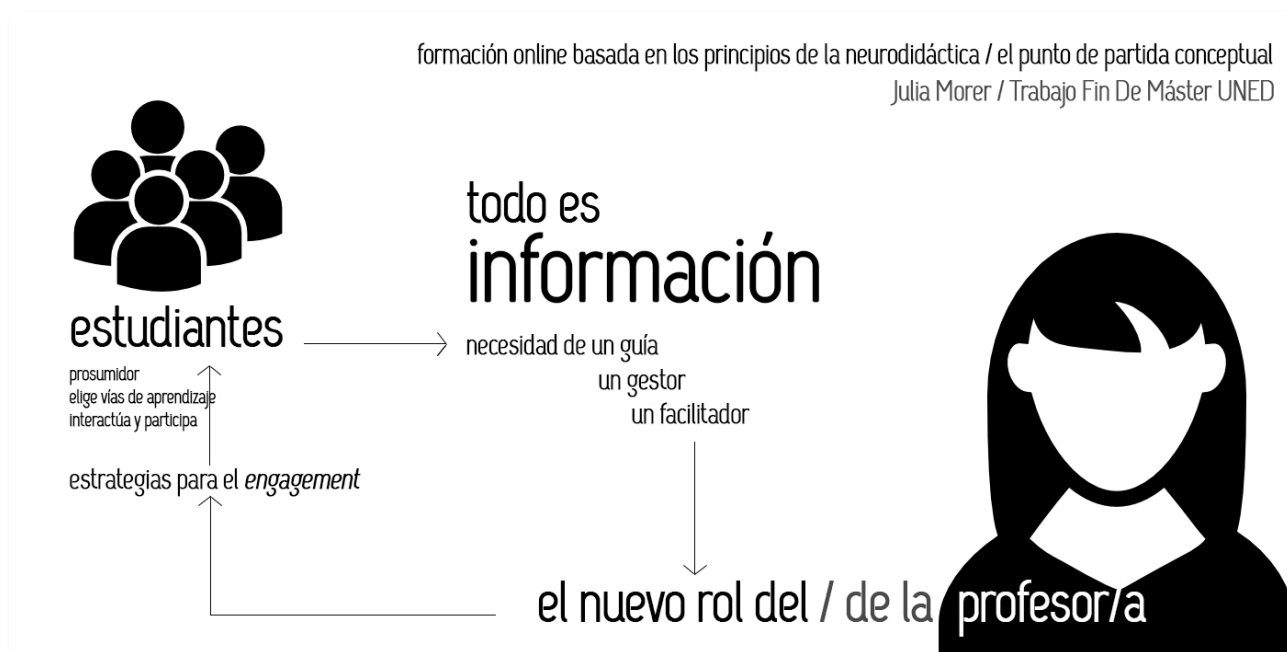 formación online basada en los principios de la neurodidáctica / el punto de partida conceptual
Julia Morer / Trabajo Fin De Máster UNED
todo es
información
estudiantes
necesidad de un guía
un gestor
un facilitador
prosumidor
elige vías de aprendizaje
interactúa y participa
estrategias para el engagement
el nuevo rol del / de la profesor/a